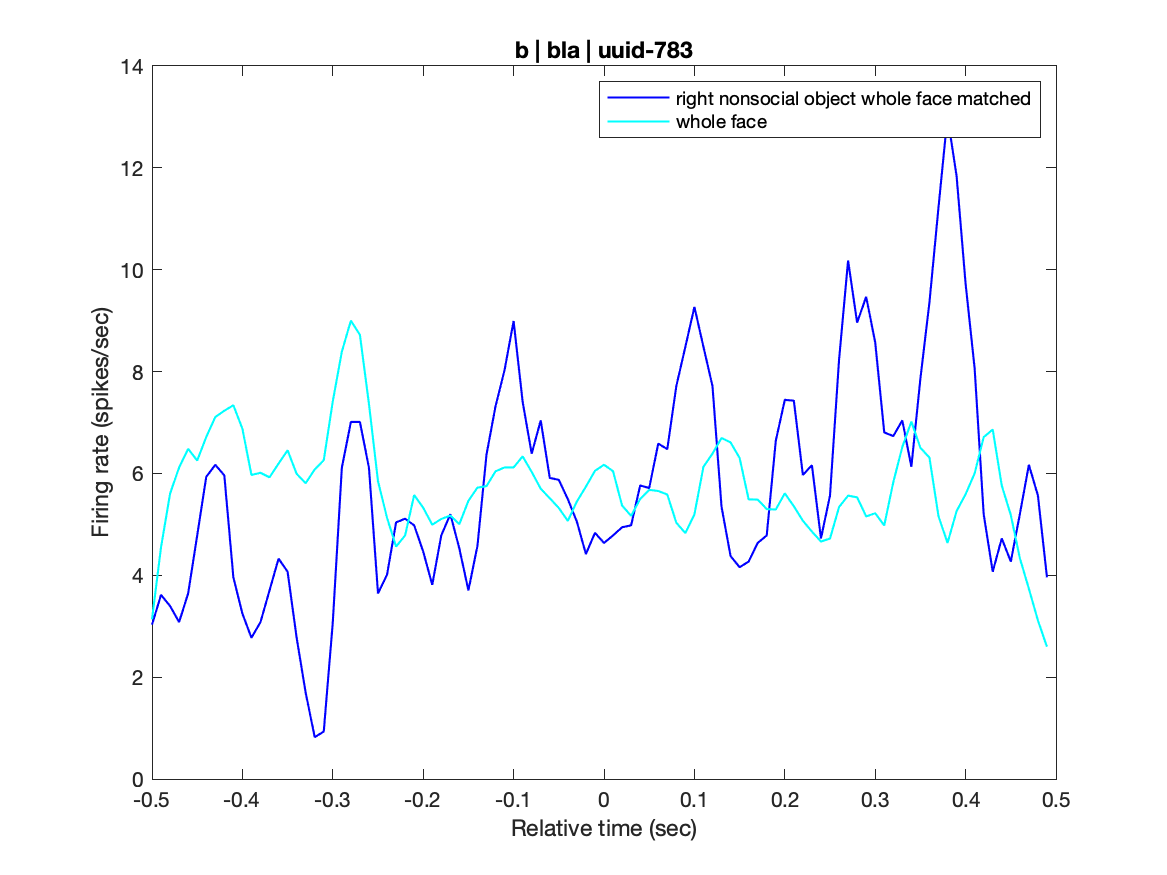 b | bla | uuid-783
14
right nonsocial object whole face matched
whole face
12
10
8
6
4
2
0
Firing rate (spikes/sec)
-0.5 -0.4 -0.3 -0.2 -0.1 0 0.1 0.2 0.3 0.4 0.5
Relative time (sec)